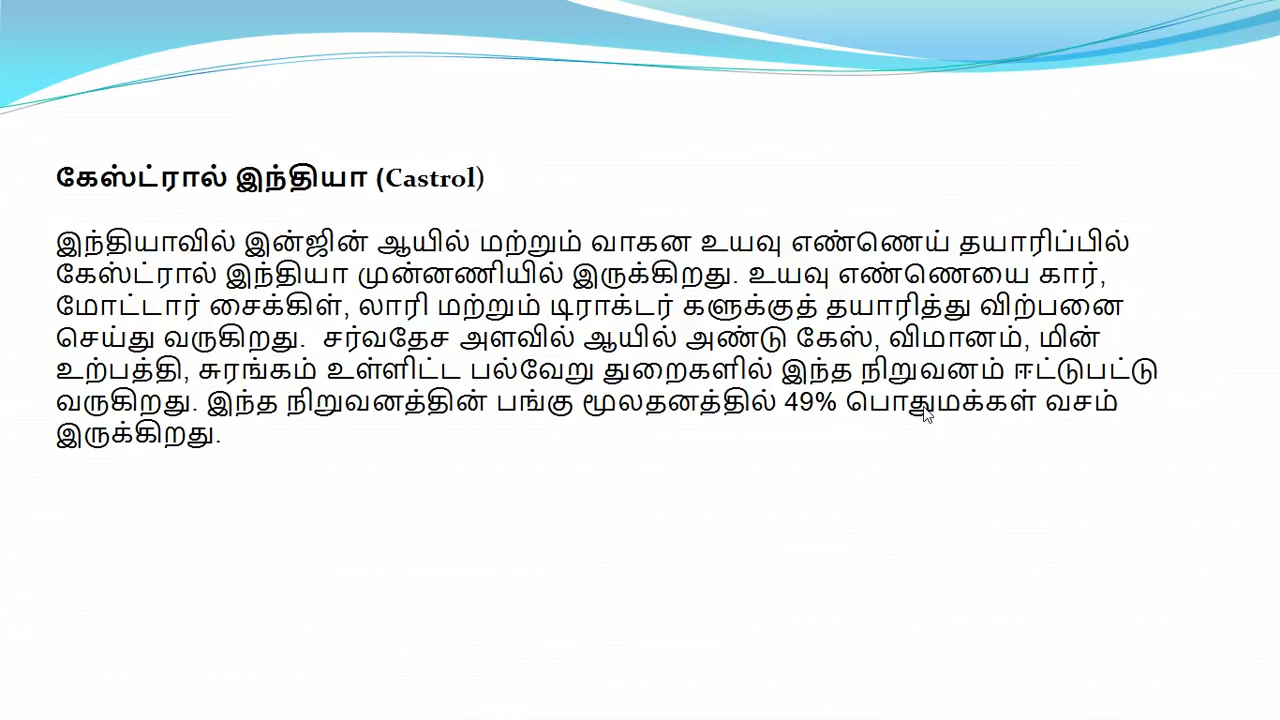 கேஸ்ட்ரால் இந்தியா (Castrol)
இந்தியாவில் இன்ஜின் ஆயில் மற்றும் வாகன உயவு எண்ணெய் தயாரிப்பில்
கேஸ்ட்ரால் இந்தியா முன்னணியில் இருக்கிறது. உயவு எண்ணெயை கார்,
மோட்டார் சைக்கிள், லாரி மற்றும் டிராக்டர் களுக்குத் தயாரித்து விற்பனை
செய்து வருகிறது.  சர்வதேச அளவில் ஆயில் அண்டு கேஸ், விமானம், மின்
உற்பத்தி, சுரங்கம் உள்ளிட்ட பல்வேறு துறைகளில் இந்த நிறுவனம் ஈட்டுபட்டு
வருகிறது. இந்த நிறுவனத்தின் பங்கு மூலதனத்தில் 49% பொதுமக்கள் வசம்
இருக்கிறது.